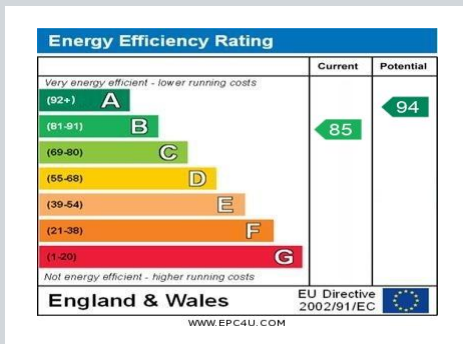 Energy Efficiency Rating
Current Potential
Very energy efficient - lower running costs
(92+) A
94
(81-91) B
85
(69-80) C
(55-68) D
(39-54) E
(21-38) F
(1-20) G
Not energy efficient - higher running costs
England & Wales
EU Directive
2002/91/EC
WWW.EPC4U.COM